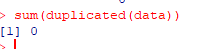 > sum(duplicated(data))
[1] 0
>